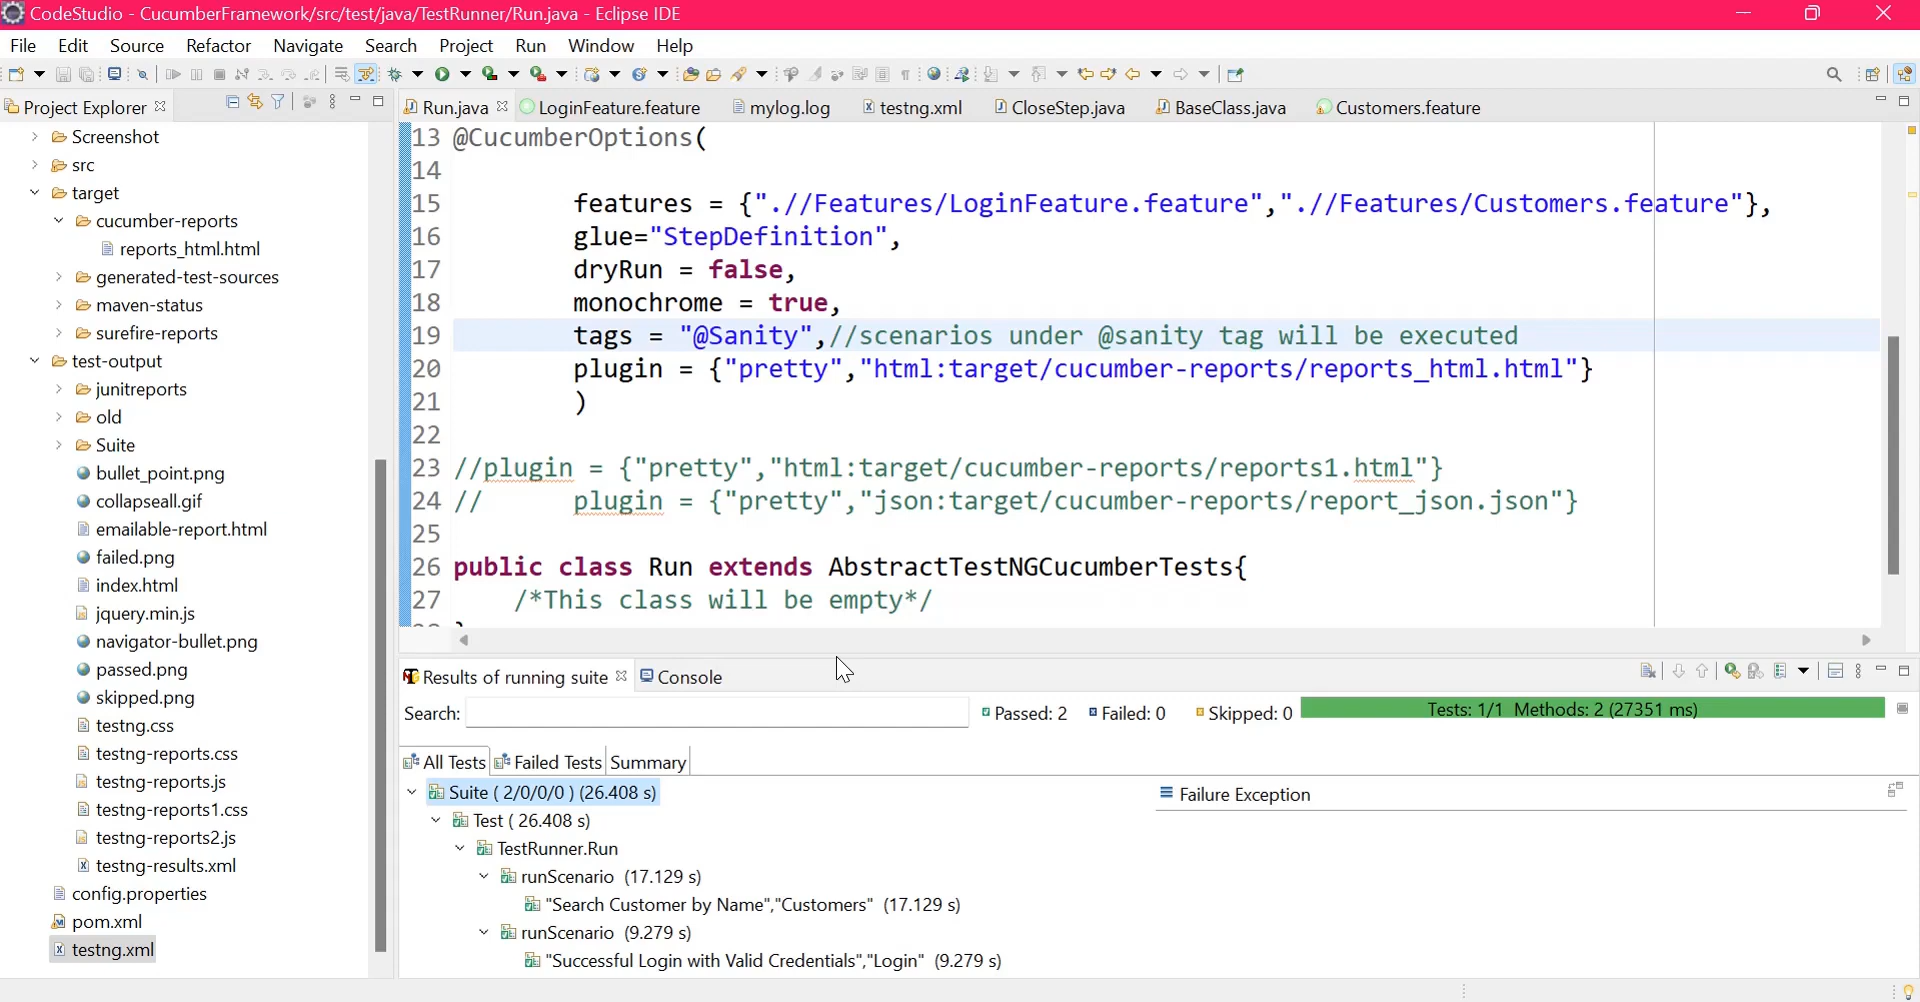 CodeStudio - CucumberFramework/src/test/java/TestRunner/Run.java - Eclipse IDE
File Edit Source Refactor Navigate Search Project Run Window Help
Project Explorer
Screenshot
src
target
cucumber-reports
reports_html.html
generated-test-sources
maven-status
surefire-reports
test-output
junitreports
old
Suite
bullet_point.png
collapseall.gif
emailable-report.html
failed.png
index.html
jquery.min.js
navigator-bullet.png
passed.png
skipped.png
testng.css
testng-reports.css
testng-reports.js
testng-reports1.css
testng-reports2.js
testng-results.xml
config.properties
pom.xml
testng.xml
Run.java LoginFeature.feature mylog.log testng.xml CloseStep.java BaseClass.java Customers.feature
13 @CucumberOptions(
14
15 features = {".//Features/LoginFeature.feature",".//Features/Customers.feature"},
16 glue="StepDefinition",
17 dryRun = false,
18 monochrome = true,
19 tags = "@Sanity",//scenarios under @sanity tag will be executed
20 plugin = {"pretty","html:target/cucumber-reports/reports_html.html"}
21 )
22
23 //plugin = {"pretty","html:target/cucumber-reports/reports1.html"}
24 // plugin = {"pretty","json:target/cucumber-reports/report_json.json"}
25
26 public class Run extends AbstractTestNGCucumberTests{
27 /*This class will be empty*/
Results of running suite Console
Search: Passed: 2 Failed: 0 Skipped: 0 Tests: 1/1 Methods: 2 (27351 ms)
All Tests Failed Tests Summary
Suite ( 2/0/0/0 ) (26.408 s)
Test ( 26.408 s)
TestRunner.Run
runScenario (17.129 s)
"Search Customer by Name","Customers" (17.129 s)
runScenario (9.279 s)
"Successful Login with Valid Credentials","Login" (9.279 s)
Failure Exception